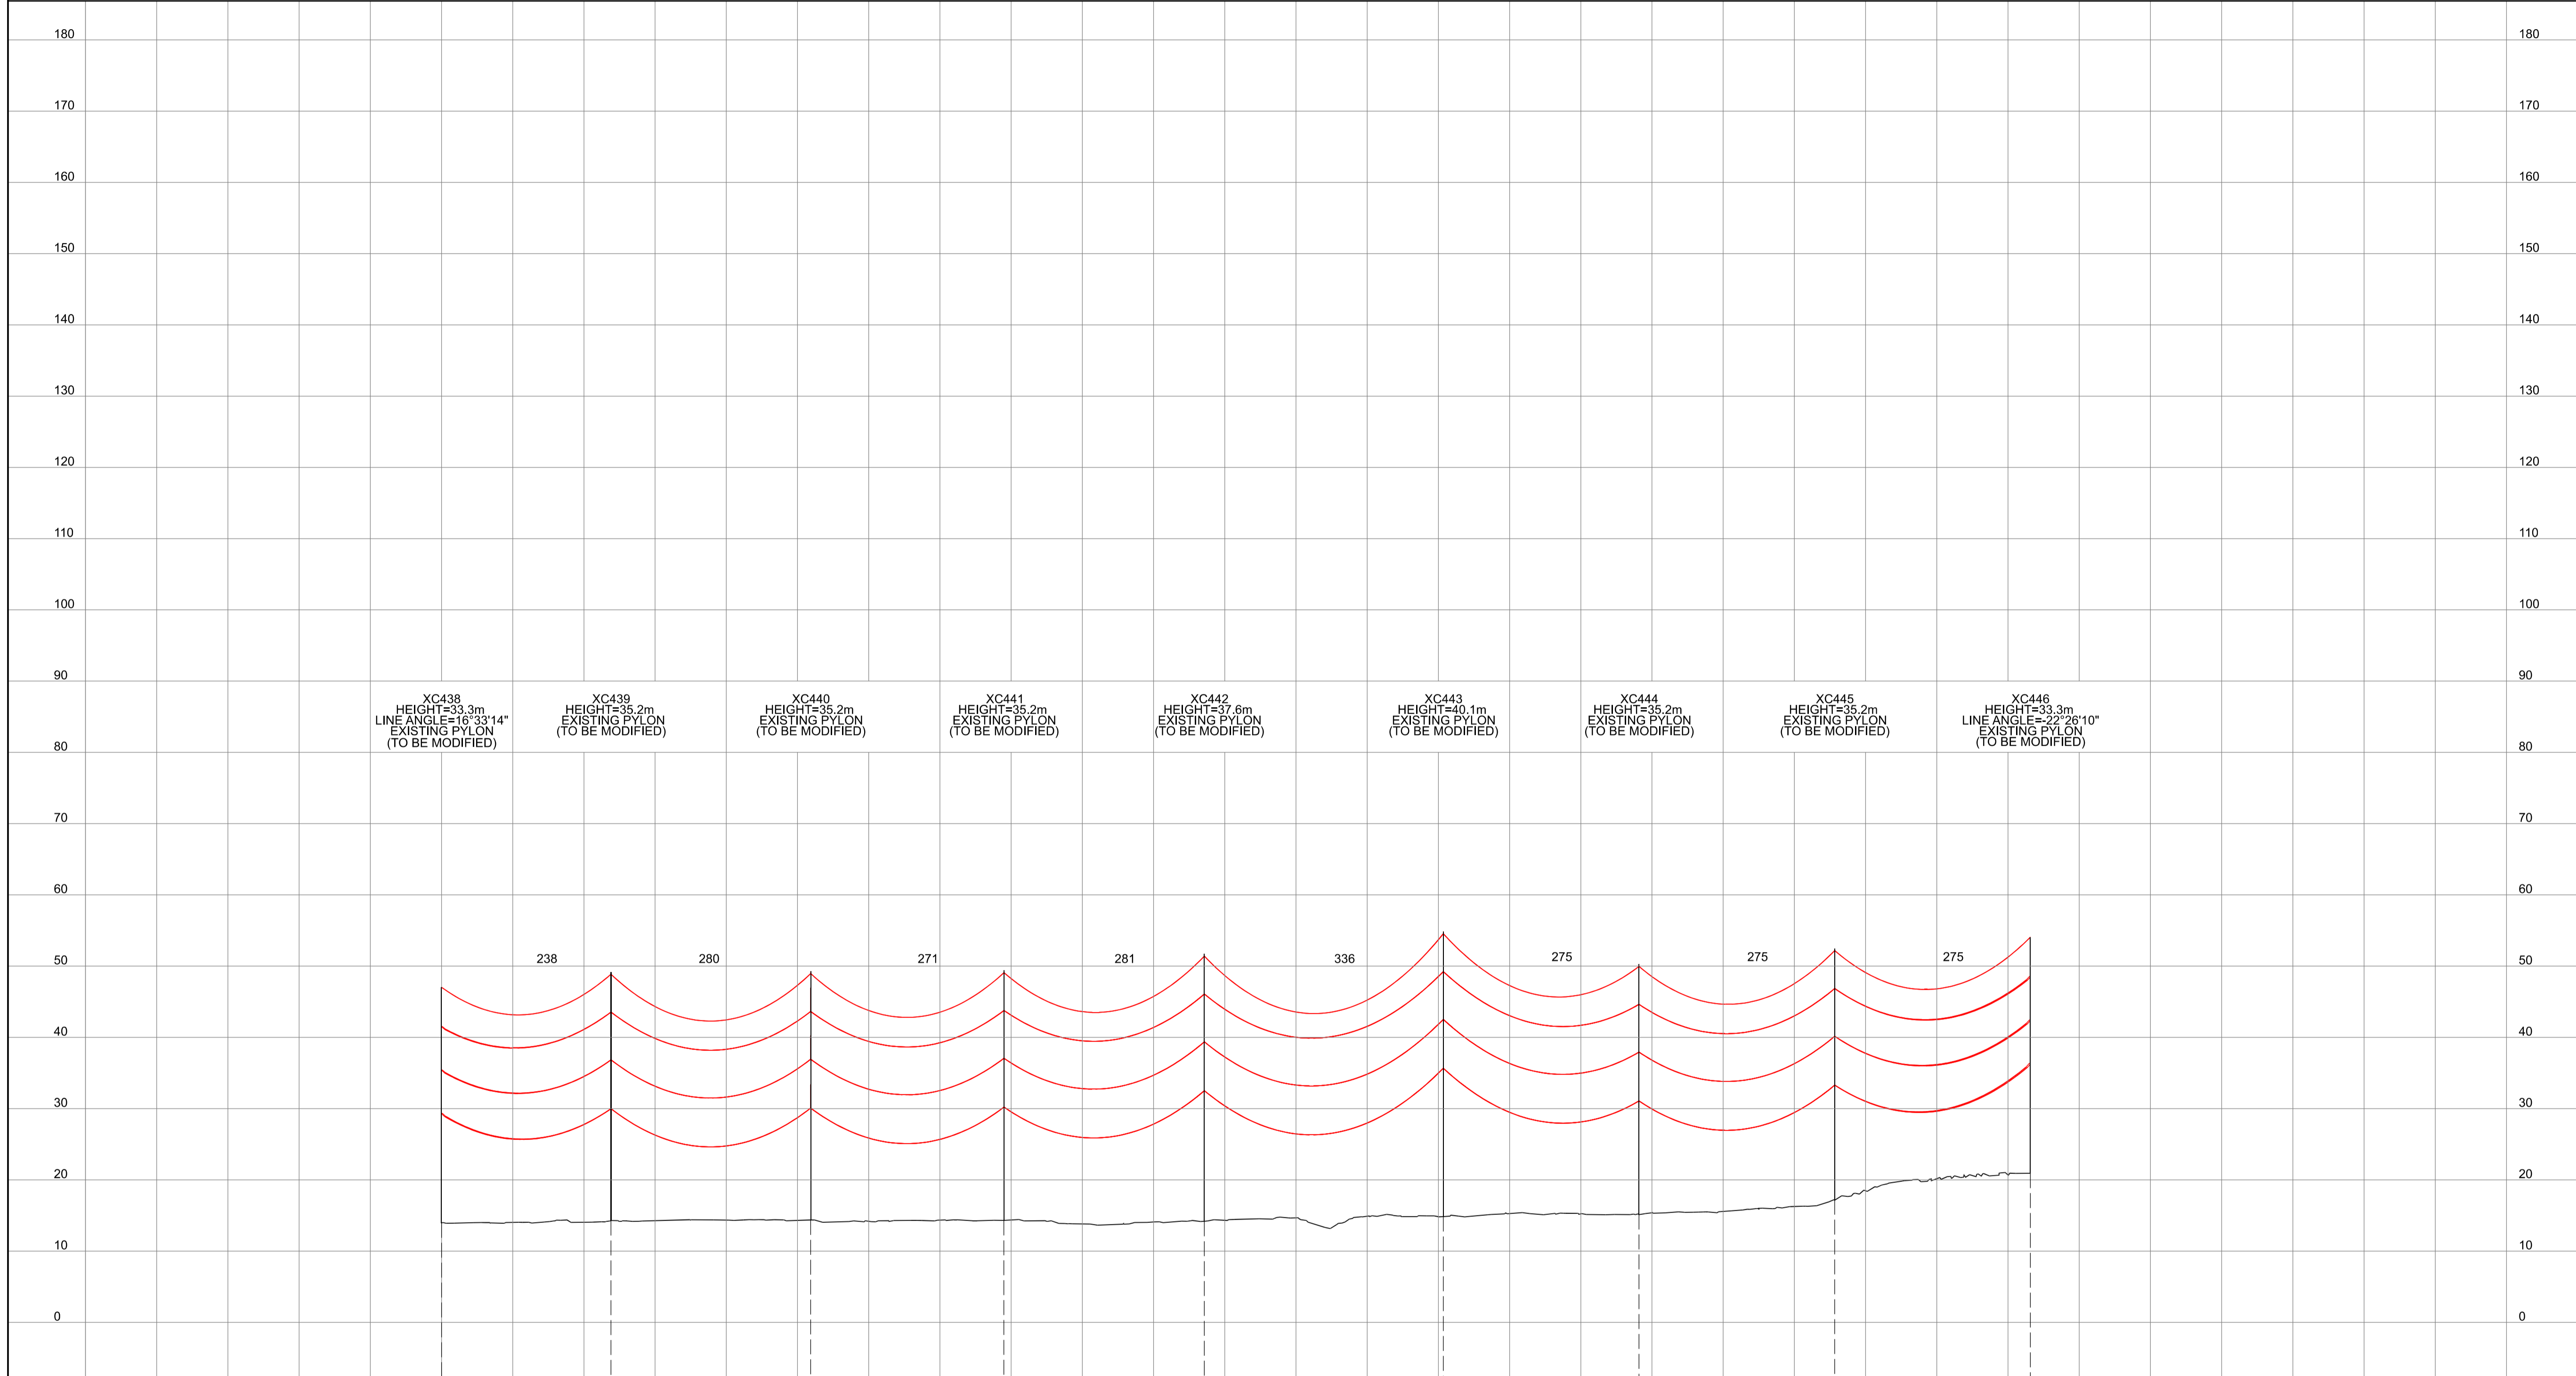 180
180
170
170
160
160
150
150
140
140
130
130
120
120
110
110
100
100
90
90
XC438
HEIGHT=33.3m
LINE ANGLE=16°33'14"
EXISTING PYLON
(TO BE MODIFIED)
XC439
HEIGHT=35.2m
EXISTING PYLON
(TO BE MODIFIED)
XC440
HEIGHT=35.2m
EXISTING PYLON
(TO BE MODIFIED)
XC441
HEIGHT=35.2m
EXISTING PYLON
(TO BE MODIFIED)
XC442
HEIGHT=37.6m
EXISTING PYLON
(TO BE MODIFIED)
XC443
HEIGHT=40.1m
EXISTING PYLON
(TO BE MODIFIED)
XC444
HEIGHT=35.2m
EXISTING PYLON
(TO BE MODIFIED)
XC445
HEIGHT=35.2m
EXISTING PYLON
(TO BE MODIFIED)
XC446
HEIGHT=33.3m
LINE ANGLE=-22°26'10"
EXISTING PYLON
(TO BE MODIFIED)
80
80
70
70
60
60
238
280
271
281
336
275
275
275
50
50
40
40
30
30
20
20
10
10
0
0